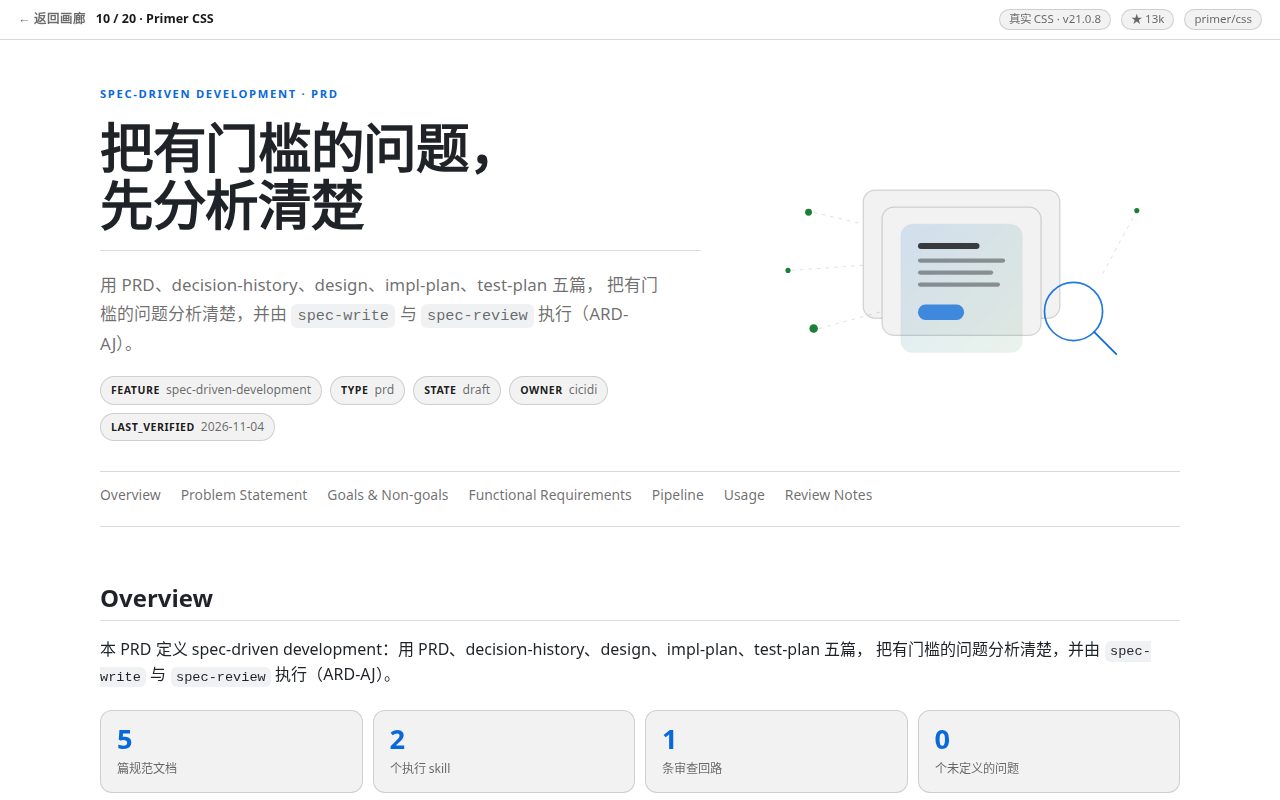 ← 返回画廊 10 / 20 · Primer CSS 真实 CSS · v21.0.8 ★ 13k primer/css
SPEC-DRIVEN DEVELOPMENT · PRD
把有门槛的问题，
先分析清楚
用 PRD、decision-history、design、impl-plan、test-plan 五篇， 把有门
槛的问题分析清楚，并由 spec-write 与 spec-review 执行（ARD-
AJ）。
FEATURE spec-driven-development TYPE prd STATE draft OWNER cicidi
LAST_VERIFIED 2026-11-04
Overview Problem Statement Goals & Non-goals Functional Requirements Pipeline Usage Review Notes
Overview
本 PRD 定义 spec-driven development：用 PRD、decision-history、design、impl-plan、test-plan 五篇， 把有门槛的问题分析清楚，并由 spec-
write 与 spec-review 执行（ARD-AJ）。
5 2 1 0
篇规范文档 个执行 skill 条审查回路 个未定义的问题